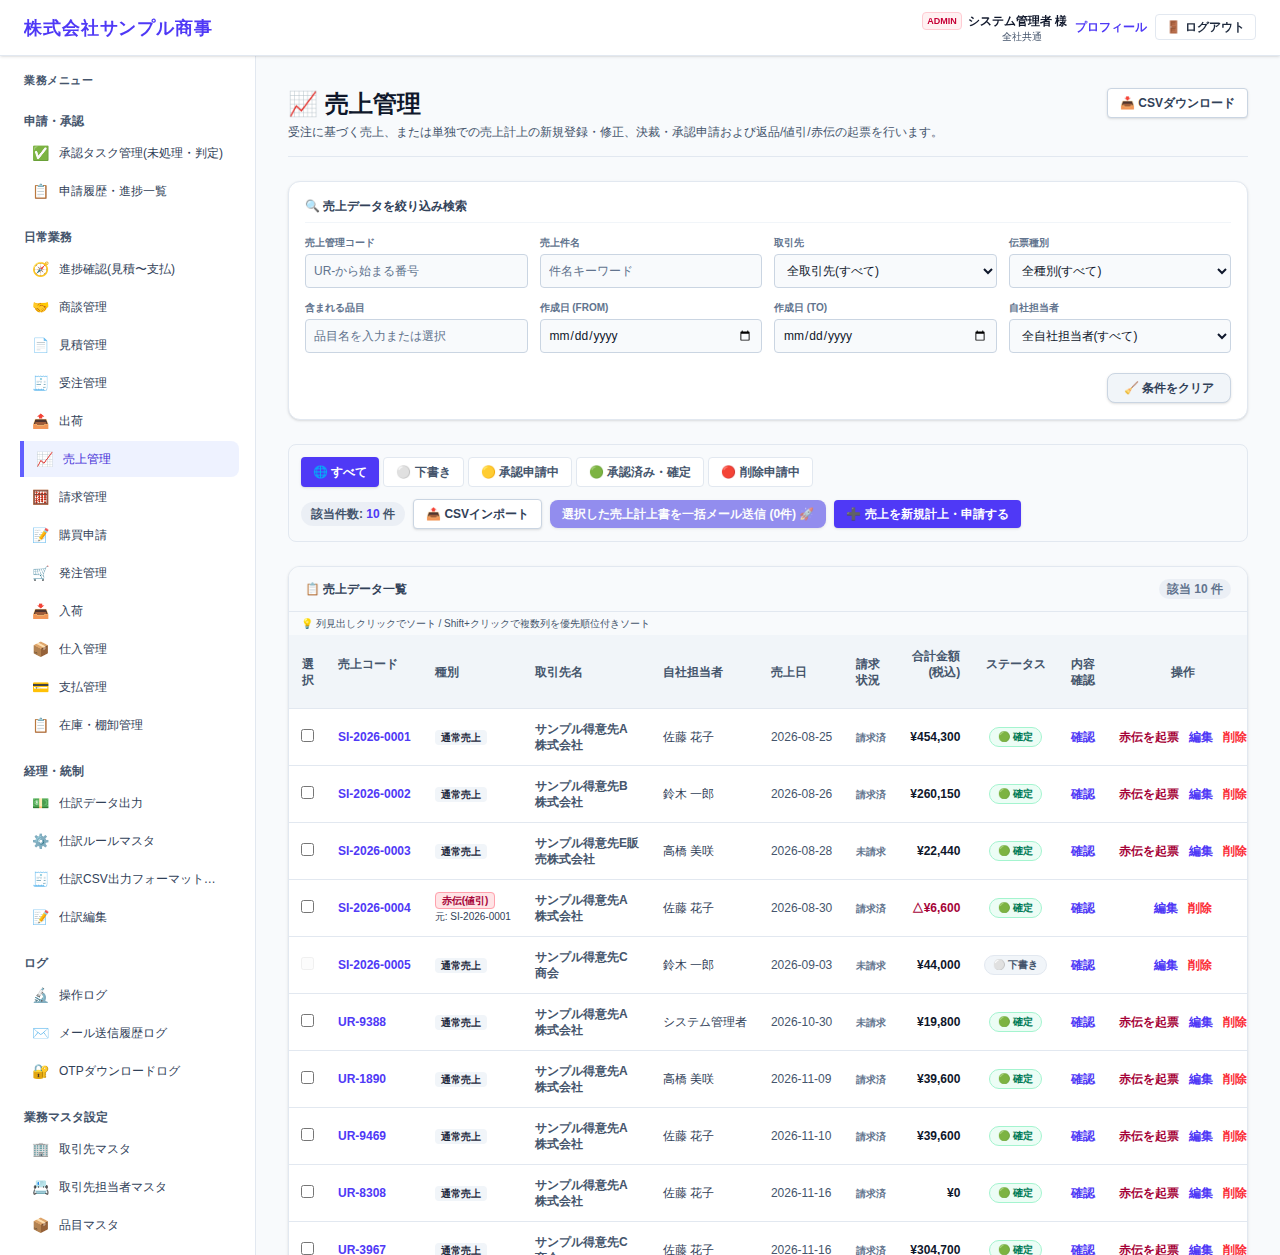 株式会社サンプル商事
ADMIN システム管理者 様 プロフィール 🚪 ログアウト
全社共通
業務メニュー
申請・承認
✅ 承認タスク管理(未処理・判定)
📋 申請履歴・進捗一覧
日常業務
🧭 進捗確認(見積〜支払)
🤝 商談管理
📄 見積管理
🧾 受注管理
📤 出荷
📈 売上管理
🧮 請求管理
📝 購買申請
🛒 発注管理
📥 入荷
📦 仕入管理
💳 支払管理
📋 在庫・棚卸管理
経理・統制
💵 仕訳データ出力
⚙️ 仕訳ルールマスタ
🧾 仕訳CSV出力フォーマット…
📝 仕訳編集
ログ
🔬 操作ログ
✉️ メール送信履歴ログ
🔐 OTPダウンロードログ
業務マスタ設定
🏢 取引先マスタ
📇 取引先担当者マスタ
📦 品目マスタ
📈 売上管理
📥 CSVダウンロード
受注に基づく売上、または単独での売上計上の新規登録・修正、決裁・承認申請および返品/値引/赤伝の起票を行います。
🔍 売上データを絞り込み検索
売上管理コード 売上件名 取引先 伝票種別
UR-から始まる番号 件名キーワード 全取引先(すべて) 全種別(すべて)
含まれる品目 作成日 (FROM) 作成日 (TO) 自社担当者
品目名を入力または選択 mm/dd/yyyy mm/dd/yyyy 全自社担当者(すべて)
🧹 条件をクリア
🌐 すべて ⚪ 下書き 🟡 承認申請中 🟢 承認済み・確定 🔴 削除申請中
該当件数: 10 件 📥 CSVインポート 選択した売上計上書を一括メール送信 (0件) 🚀 ➕ 売上を新規計上・申請する
📋 売上データ一覧 該当 10 件
💡 列見出しクリックでソート / Shift+クリックで複数列を優先順位付きソート
選択 売上コード 種別 取引先名 自社担当者 売上日 請求状況 合計金額(税込) ステータス 内容確認 操作
SI-2026-0001 通常売上 サンプル得意先A株式会社 佐藤 花子 2026-08-25 請求済 ¥454,300 🟢 確定 確認 赤伝を起票 編集 削除
SI-2026-0002 通常売上 サンプル得意先B株式会社 鈴木 一郎 2026-08-26 請求済 ¥260,150 🟢 確定 確認 赤伝を起票 編集 削除
SI-2026-0003 通常売上 サンプル得意先E販売株式会社 高橋 美咲 2026-08-28 未請求 ¥22,440 🟢 確定 確認 赤伝を起票 編集 削除
SI-2026-0004 赤伝(値引) 元: SI-2026-0001 サンプル得意先A株式会社 佐藤 花子 2026-08-30 請求済 △¥6,600 🟢 確定 確認 編集 削除
SI-2026-0005 通常売上 サンプル得意先C商会 鈴木 一郎 2026-09-03 未請求 ¥44,000 ⚪ 下書き 確認 編集 削除
UR-9388 通常売上 サンプル得意先A株式会社 システム管理者 2026-10-30 未請求 ¥19,800 🟢 確定 確認 赤伝を起票 編集 削除
UR-1890 通常売上 サンプル得意先A株式会社 高橋 美咲 2026-11-09 請求済 ¥39,600 🟢 確定 確認 赤伝を起票 編集 削除
UR-9469 通常売上 サンプル得意先A株式会社 佐藤 花子 2026-11-10 請求済 ¥39,600 🟢 確定 確認 赤伝を起票 編集 削除
UR-8308 通常売上 サンプル得意先A株式会社 佐藤 花子 2026-11-16 請求済 ¥0 🟢 確定 確認 赤伝を起票 編集 削除
UR-3967 通常売上 サンプル得意先C 佐藤 花子 2026-11-16 請求済 ¥304,700 🟢 確定 確認 赤伝を起票 編集 削除